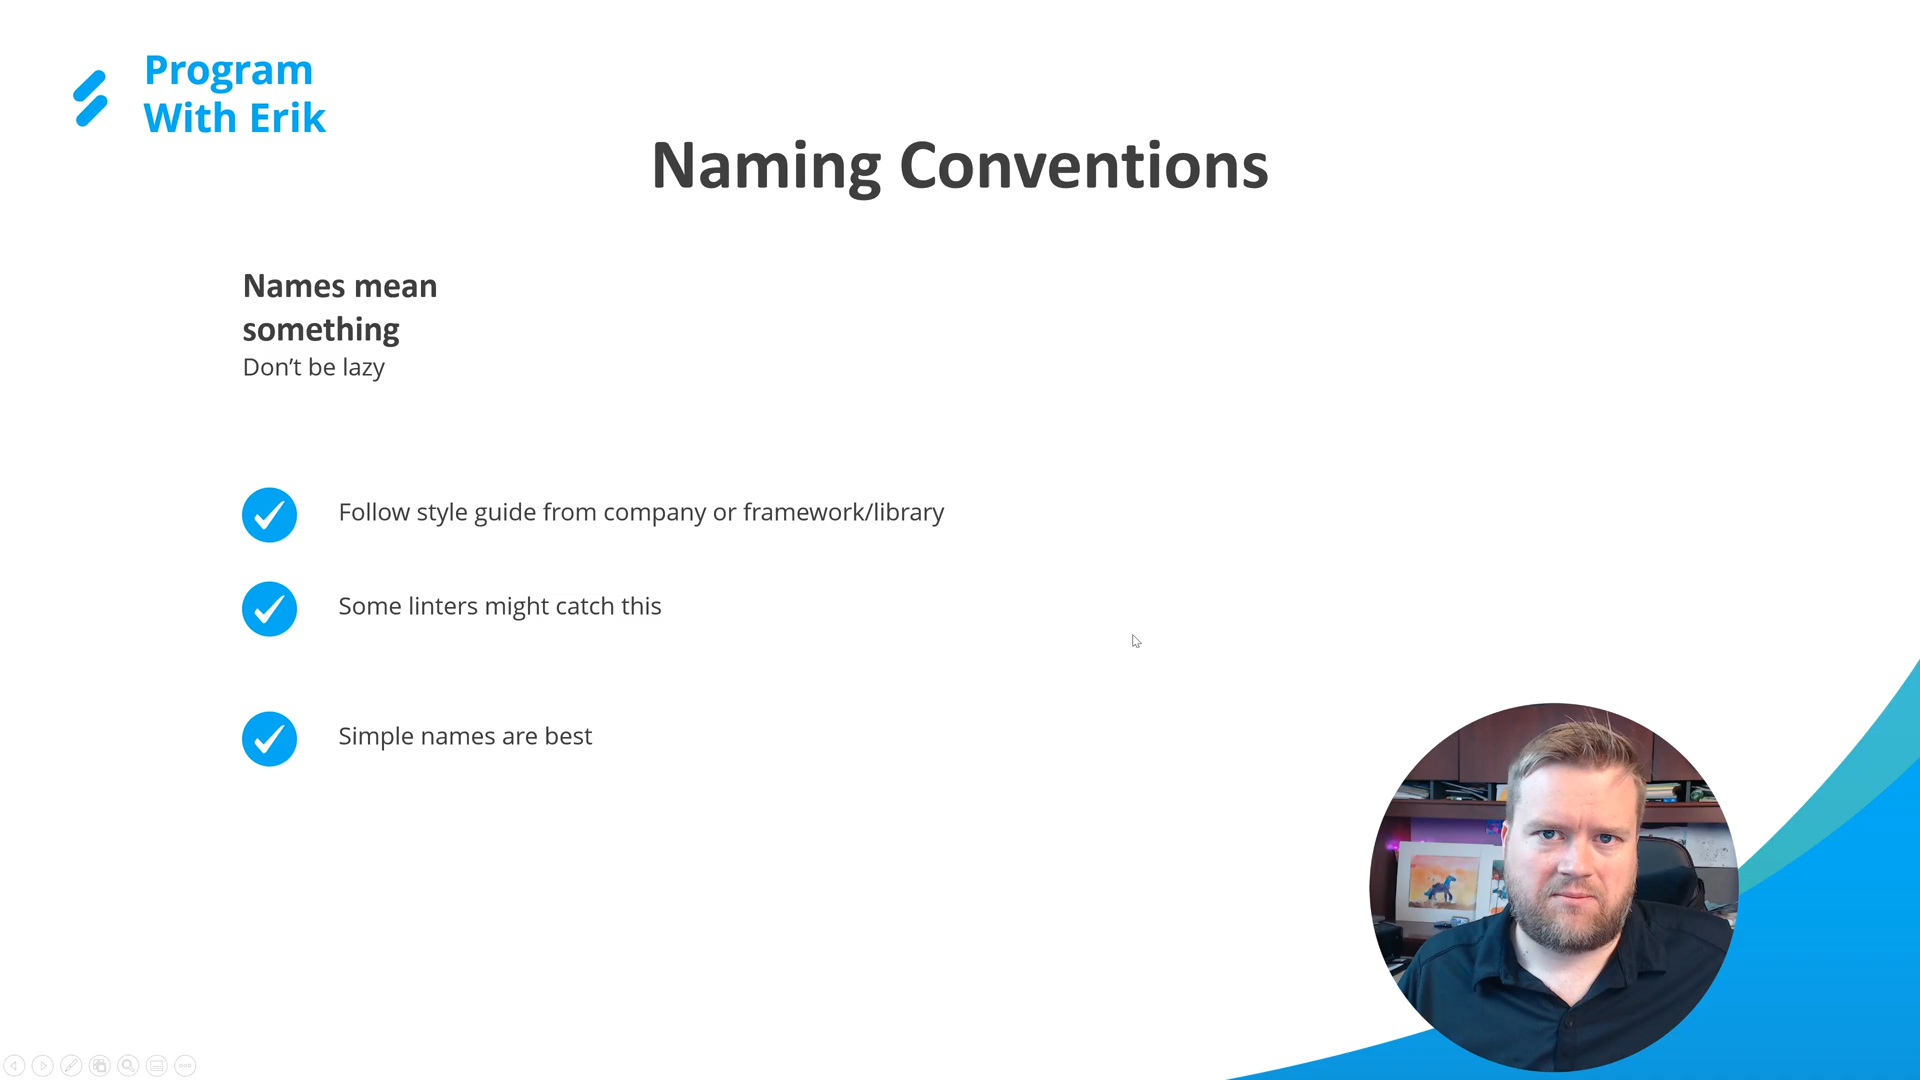 Program
With Erik
Naming Conventions
Names mean
something
Don’t be lazy
Follow style guide from company or framework/library
Some linters might catch this
Simple names are best